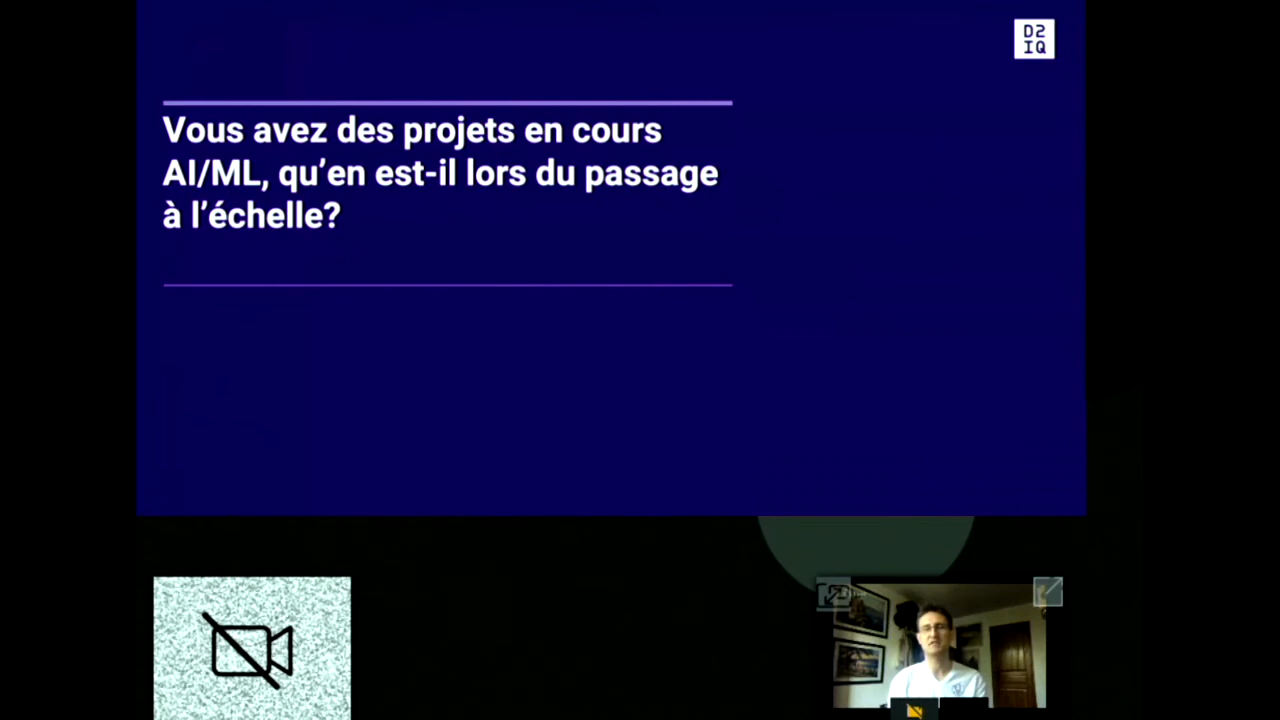 D2
IQ
Vous avez des projets en cours
AI/ML, qu’en est-il lors du passage
à l’échelle?